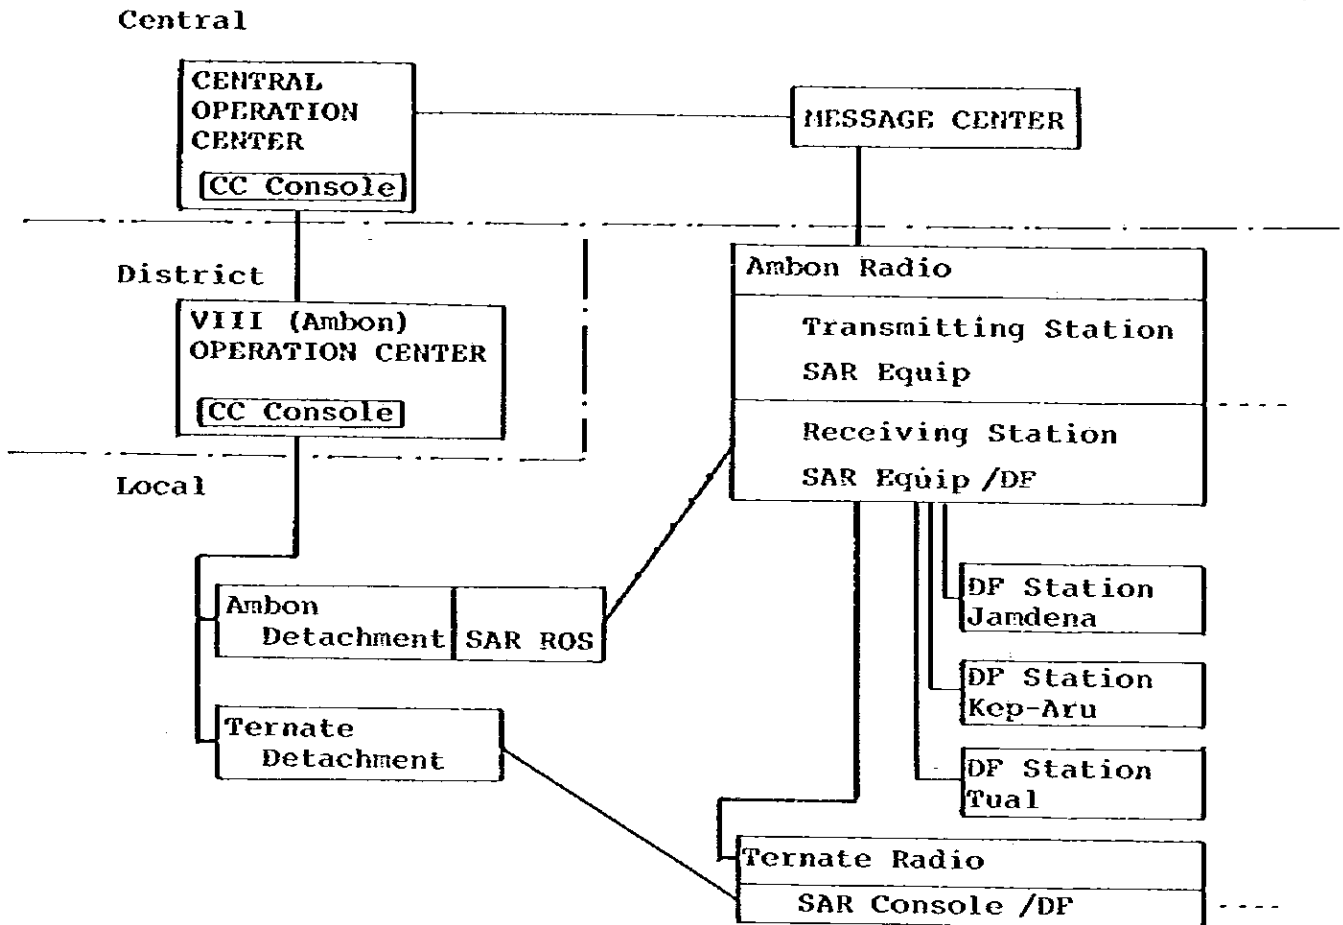 Central
CENTRAL
OPERATION
CENTER
[CC Console]
MESSAGE CENTER
District
VIII (Ambon)
OPERATION CENTER
[CC Console]
Ambon Radio
Transmitting Station
SAR Equip
Receiving Station
SAR Equip /DF
Local
Ambon
Detachment
SAR ROS
Ternate
Detachment
DF Station
Jamdena
DF Station
Kep-Aru
DF Station
Tual
Ternate Radio
SAR Console /DF